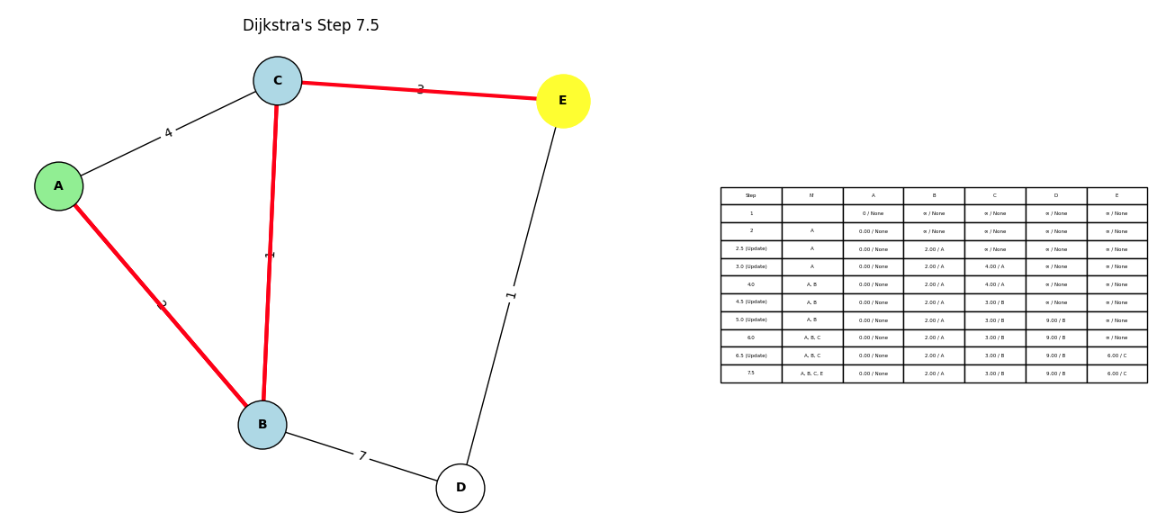 Dijkstra's Step 7.5
C
3
E
4
A
1
2
1
B
7
D
Step N' A B C D E
1 0 / None ∞ / None ∞ / None ∞ / None ∞ / None
2 A 0.00 / None ∞ / None ∞ / None ∞ / None ∞ / None
2.5 (Update) A 0.00 / None 2.00 / A ∞ / None ∞ / None ∞ / None
3.0 (Update) A 0.00 / None 2.00 / A 4.00 / A ∞ / None ∞ / None
4.0 A, B 0.00 / None 2.00 / A 4.00 / A ∞ / None ∞ / None
4.5 (Update) A, B 0.00 / None 2.00 / A 3.00 / B ∞ / None ∞ / None
5.0 (Update) A, B 0.00 / None 2.00 / A 3.00 / B 9.00 / B ∞ / None
6.0 A, B, C 0.00 / None 2.00 / A 3.00 / B 9.00 / B ∞ / None
6.5 (Update) A, B, C 0.00 / None 2.00 / A 3.00 / B 9.00 / B 6.00 / C
7.5 A, B, C, E 0.00 / None 2.00 / A 3.00 / B 9.00 / B 6.00 / C